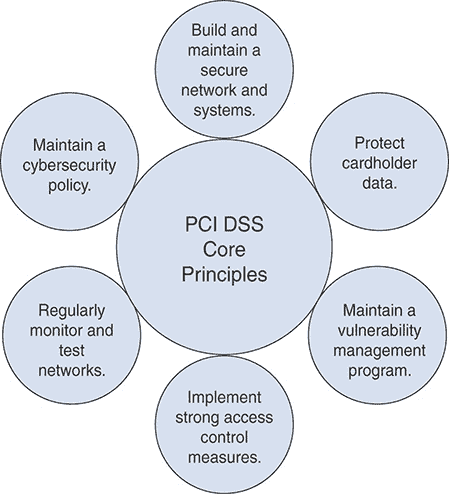 Build and
maintain a
secure
network and
systems.
Protect
cardholder
data.
Maintain a
vulnerability
management
program.
Implement
strong access
control
measures.
Regularly
monitor and
test
networks.
Maintain a
cybersecurity
policy.
PCI DSS
Core
Principles